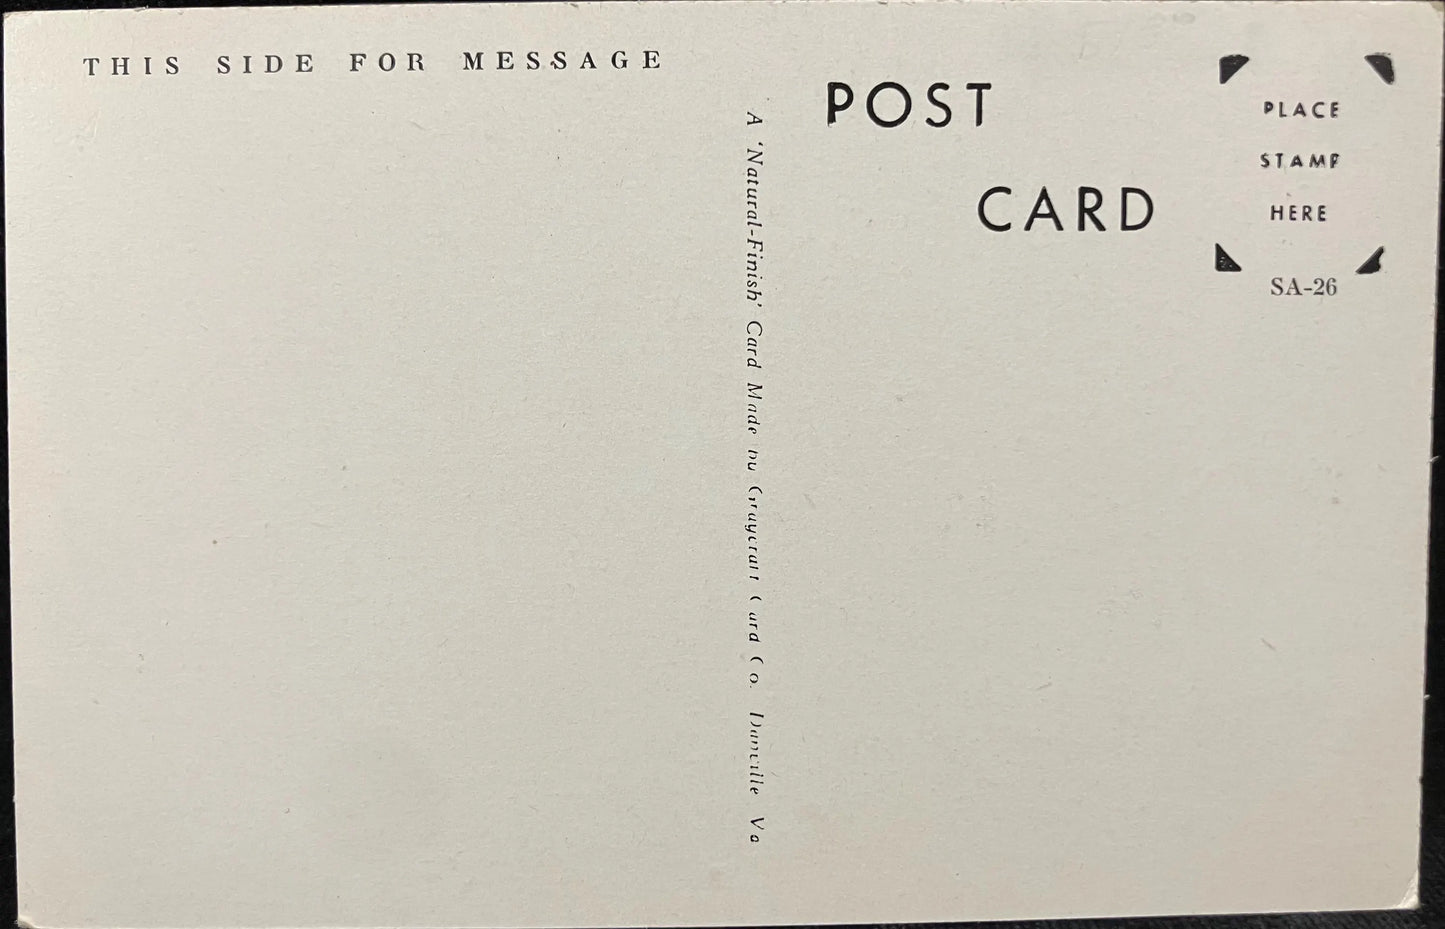 THIS SIDE FOR MESSAGE
A 'Natural-Finish' Card Made by Graycraft Card Co. Danville Va
POST
CARD
PLACE
STAMP
HERE
SA-26